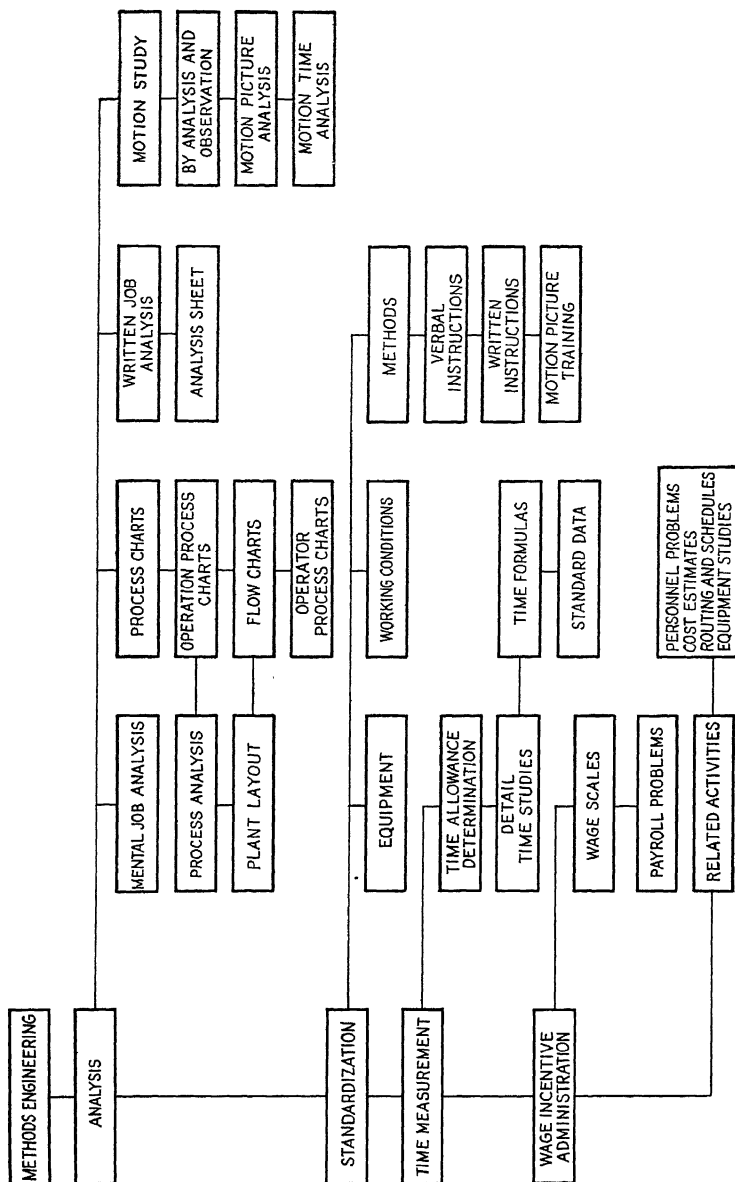 METHODS ENGINEERING
ANALYSIS
MENTAL JOB ANALYSIS
PROCESS ANALYSIS
PLANT LAYOUT
PROCESS CHARTS
OPERATION PROCESS
CHARTS
FLOW CHARTS
OPERATOR
PROCESS CHARTS
WRITTEN JOB
ANALYSIS
ANALYSIS SHEET
MOTION STUDY
BY ANALYSIS AND
OBSERVATION
MOTION PICTURE
ANALYSIS
MOTION TIME
ANALYSIS
STANDARDIZATION
EQUIPMENT
WORKING CONDITIONS
METHODS
VERBAL
INSTRUCTIONS
WRITTEN
INSTRUCTIONS
MOTION PICTURE
TRAINING
TIME MEASUREMENT
TIME ALLOWANCE
DETERMINATION
DETAIL
TIME STUDIES
TIME FORMULAS
STANDARD DATA
WAGE INCENTIVE
ADMINISTRATION
WAGE SCALES
PAYROLL PROBLEMS
RELATED ACTIVITIES
PERSONNEL PROBLEMS
COST ESTIMATES
ROUTING AND SCHEDULES
EQUIPMENT STUDIES